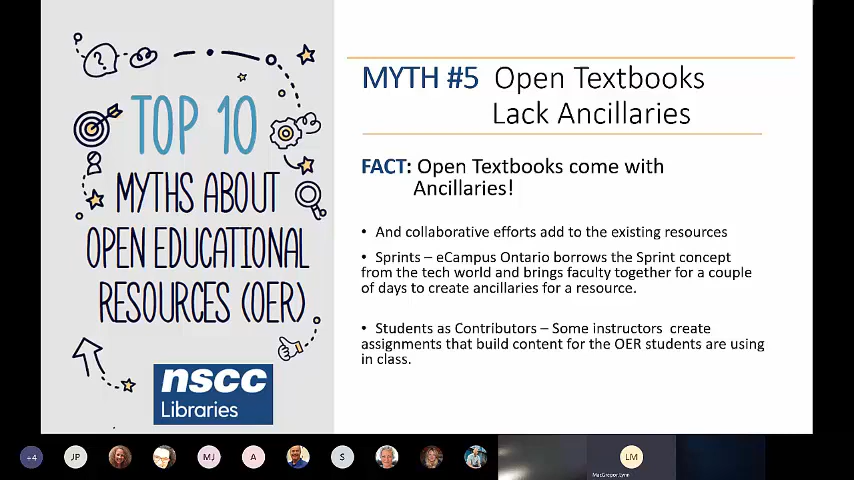 TOP 10
MYTHS ABOUT
OPEN EDUCATIONAL
RESOURCES (OER)
nscc
Libraries
MYTH #5 Open Textbooks
Lack Ancillaries
FACT: Open Textbooks come with
Ancillaries!
• And collaborative efforts add to the existing resources
• Sprints – eCampus Ontario borrows the Sprint concept
from the tech world and brings faculty together for a couple
of days to create ancillaries for a resource.
• Students as Contributors – Some instructors create
assignments that build content for the OER students are using
in class.
+4
JP
MJ
A
S
LM
MacGregor,Lynn